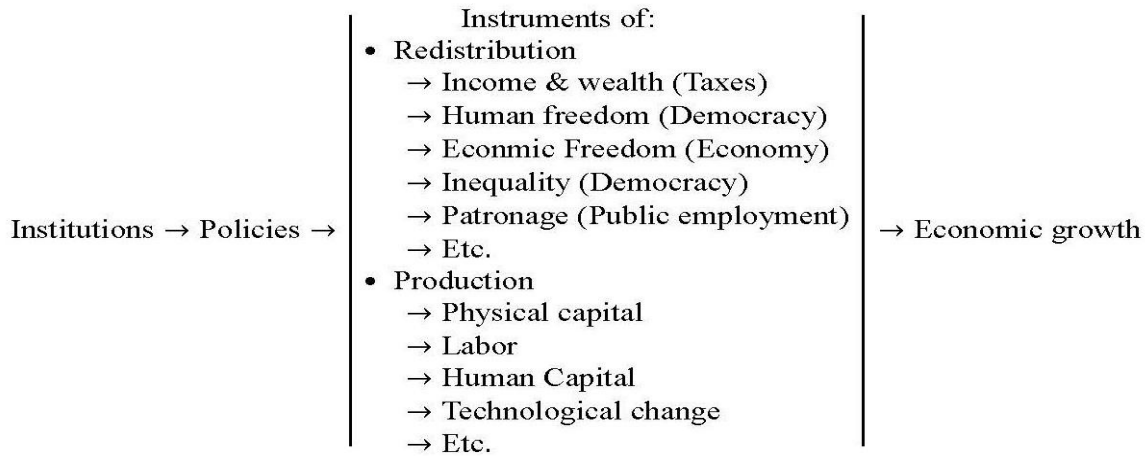 Instruments of:
• Redistribution
→ Income & wealth (Taxes)
→ Human freedom (Democracy)
→ Econmic Freedom (Economy)
→ Inequality (Democracy)
Institutions → Policies → → Patronage (Public employment) → Economic growth
→ Etc.
• Production
→ Physical capital
→ Labor
→ Human Capital
→ Technological change
→ Etc.